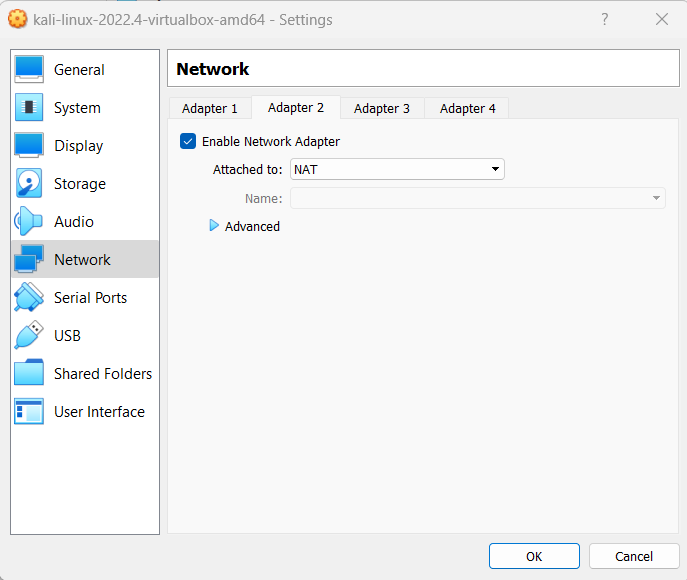 kali-linux-2022.4-virtualbox-amd64 - Settings
?
General
System
Display
Storage
Audio
Network
Serial Ports
USB
Shared Folders
User Interface
Network
Adapter 1 Adapter 2 Adapter 3 Adapter 4
Enable Network Adapter
Attached to: NAT
Name:
Advanced
OK Cancel